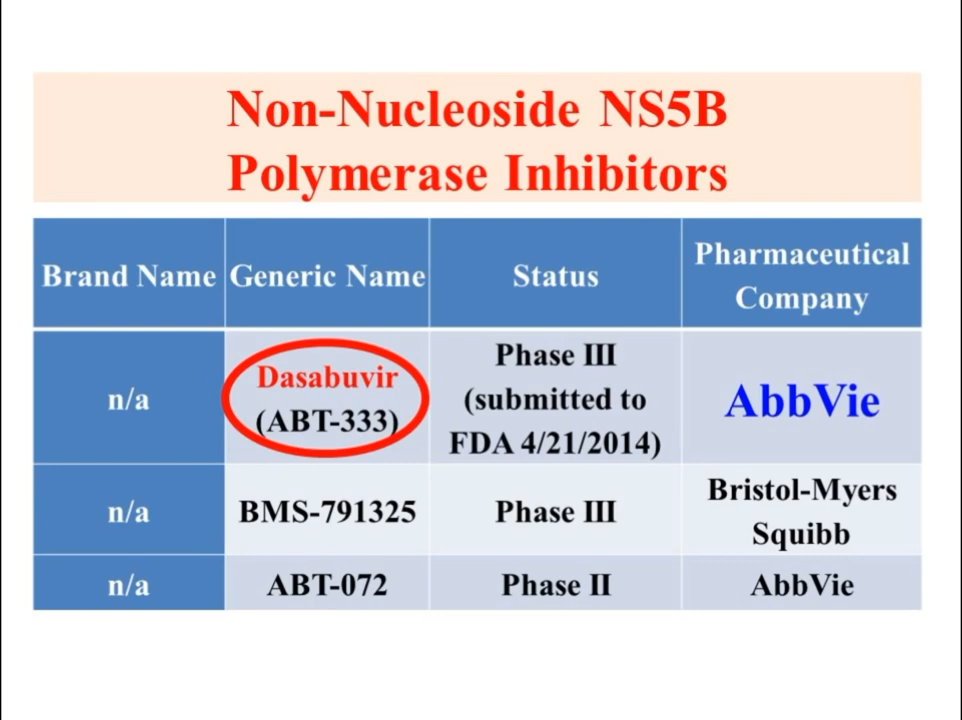 Non-Nucleoside NS5B
Polymerase Inhibitors
Brand Name Generic Name Status Pharmaceutical
Company
n/a Dasabuvir
(ABT-333) Phase III
(submitted to
FDA 4/21/2014) AbbVie
n/a BMS-791325 Phase III Bristol-Myers
Squibb
n/a ABT-072 Phase II AbbVie